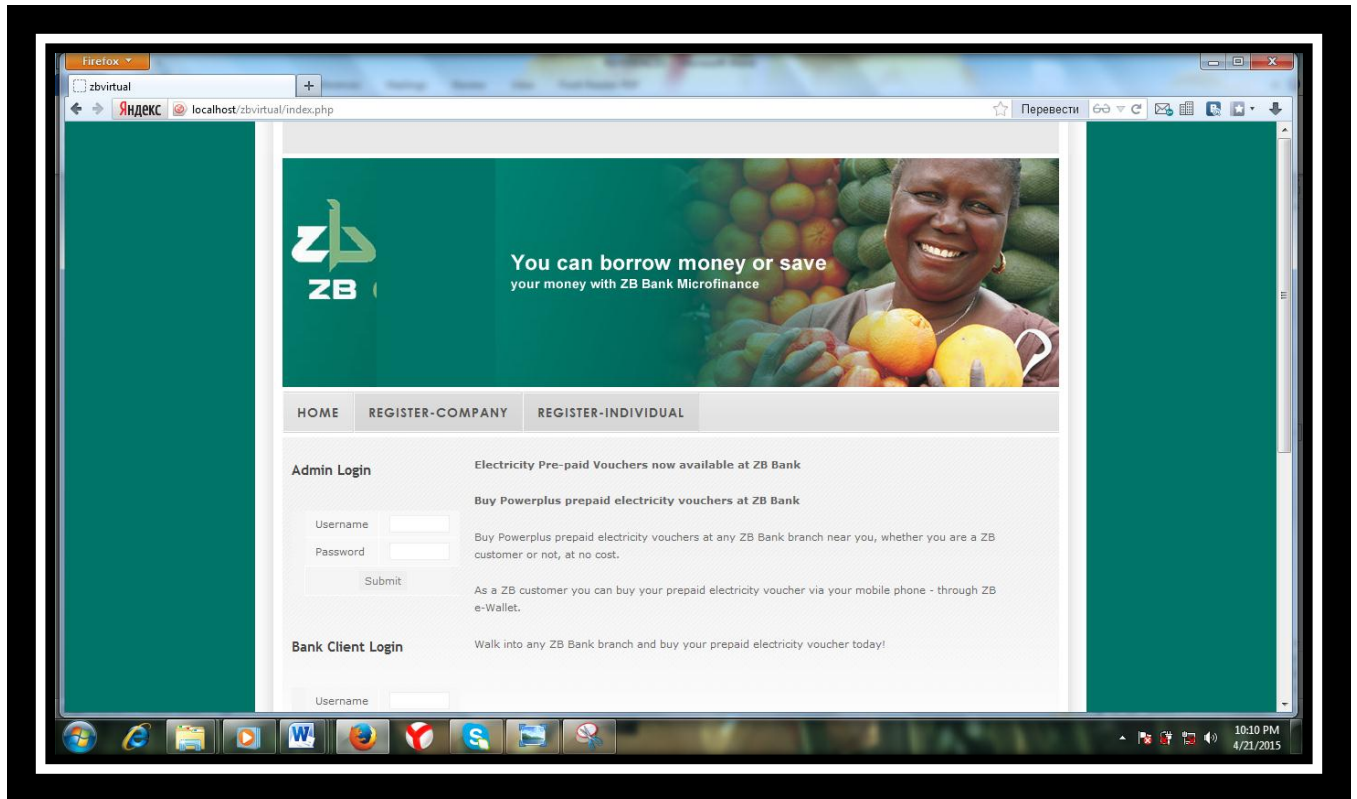 Firefox
zbvirtual
Яндекс localhost/zbvirtual/index.php Перевести
zb
ZB
You can borrow money or save
your money with ZB Bank Microfinance
HOME REGISTER-COMPANY REGISTER-INDIVIDUAL
Admin Login
Username
Password
Submit
Bank Client Login
Username
Electricity Pre-paid Vouchers now available at ZB Bank
Buy Powerplus prepaid electricity vouchers at ZB Bank
Buy Powerplus prepaid electricity vouchers at any ZB Bank branch near you, whether you are a ZB
customer or not, at no cost.
As a ZB customer you can buy your prepaid electricity voucher via your mobile phone - through ZB
e-Wallet.
Walk into any ZB Bank branch and buy your prepaid electricity voucher today!
10:10 PM
4/21/2015